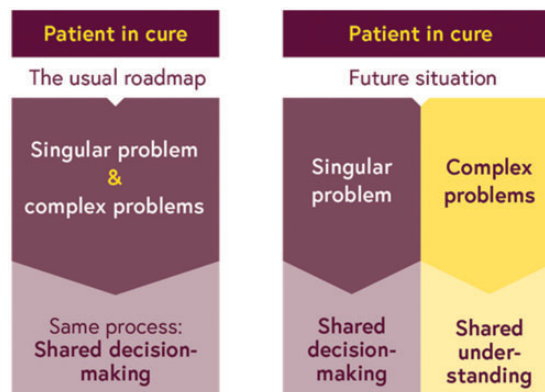 Patient in cure
The usual roadmap
Singular problem
&
complex problems
Same process:
Shared decision-
making
Patient in cure
Future situation
Singular
problem
Shared
decision-
making
Complex
problems
Shared
under-
standing